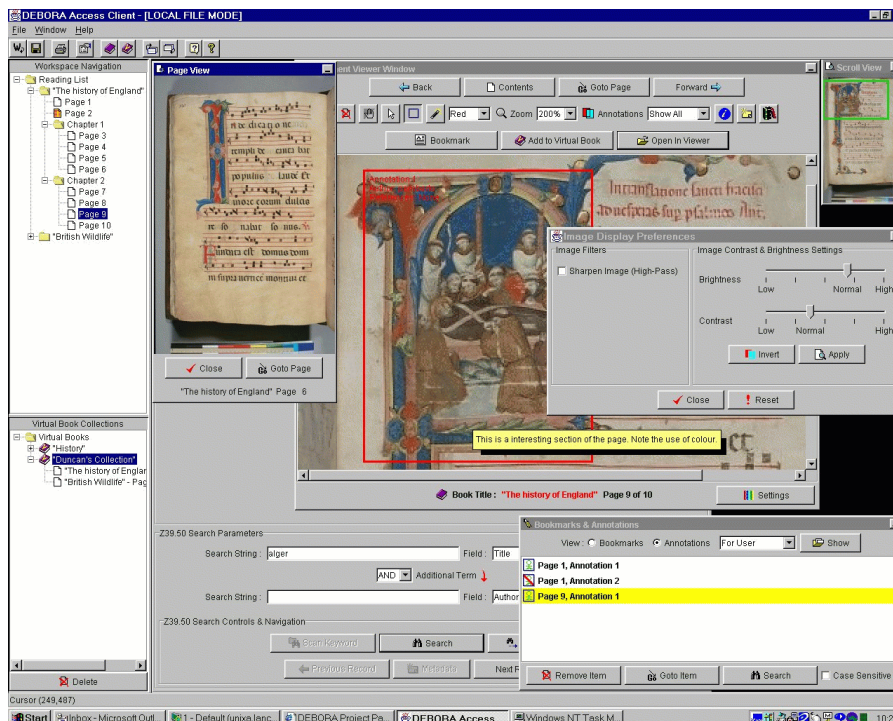 DEBORA Access Client - [LOCAL FILE MODE]
File Window Help
Workspace Navigation
Reading List
"The history of England"
Page 1
Page 2
Chapter 1
Page 3
Page 4
Page 5
Page 6
Chapter 2
Page 7
Page 8
Page 9
Page 10
"British Wildlife"
Virtual Book Collections
Virtual Books
"History"
"Duncan's Collection"
"The history of Englar
"British Wildlife" - Pag
Delete
Page View
populus
Close
Goto Page
"The history of England" Page 6
ent Viewer Window
Back
Contents
Goto Page
Forward
Red
Zoom
200%
Annotations
Show All
Bookmark
Add to Virtual Book
Open In Viewer
Annotation 1
This is a interesting section of the page. Note the use of colour.
Book Title : "The history of England" Page 9 of 10
Settings
Scroll View
Image Display Preferences
Image Filters
Sharpen Image (High-Pass)
Image Contrast & Brightness Settings
Brightness
Low
Normal
High
Contrast
Low
Normal
High
Invert
Apply
Close
Reset
Z39.50 Search Parameters
Search String :
alger
Field :
Title
AND
Additional Term
Search String :
Field :
Author
Z39.50 Search Controls & Navigation
Scan Keyword
Search
Previous Record
Metadata
Next R
Bookmarks & Annotations
View :
Bookmarks
Annotations
For User
Show
Page 1, Annotation 1
Page 1, Annotation 2
Page 9, Annotation 1
Remove Item
Goto Item
Search
Case Sensitive
Cursor (249,487)
Start
Inbox - Microsoft Outl...
1 - Default (unixa.lanc...
DEBORA Project Pa...
DEBORA Access ...
Windows NT Task M...